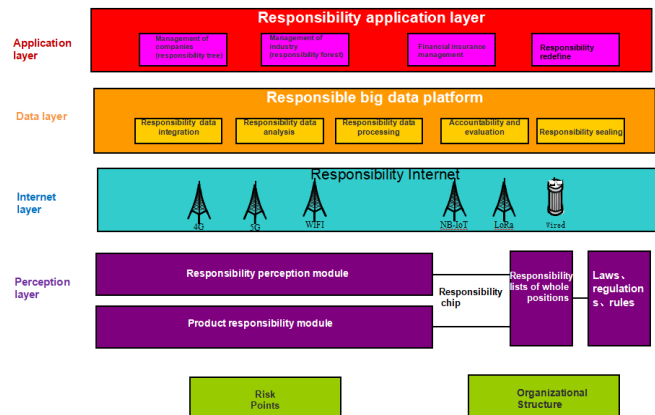 Responsibility application layer
Application
layer
Management of
companies
(responsibility tree)
Management of
industry
(responsibility forest)
Financial insurance
management
Responsibility
redefine
Responsible big data platform
Data layer
Responsibility data
integration
Responsibility data
analysis
Responsibility data
processing
Accountability and
evaluation
Responsibility sealing
Responsibility Internet
Internet
layer
4G
5G
WIFI
NB-IoT
LoRa
Wired
Perception
layer
Responsibility perception module
Product responsibility module
Responsibility
chip
Responsibility
lists of whole
positions
Laws、
regulation
s、rules
Risk
Points
Organizational
Structure